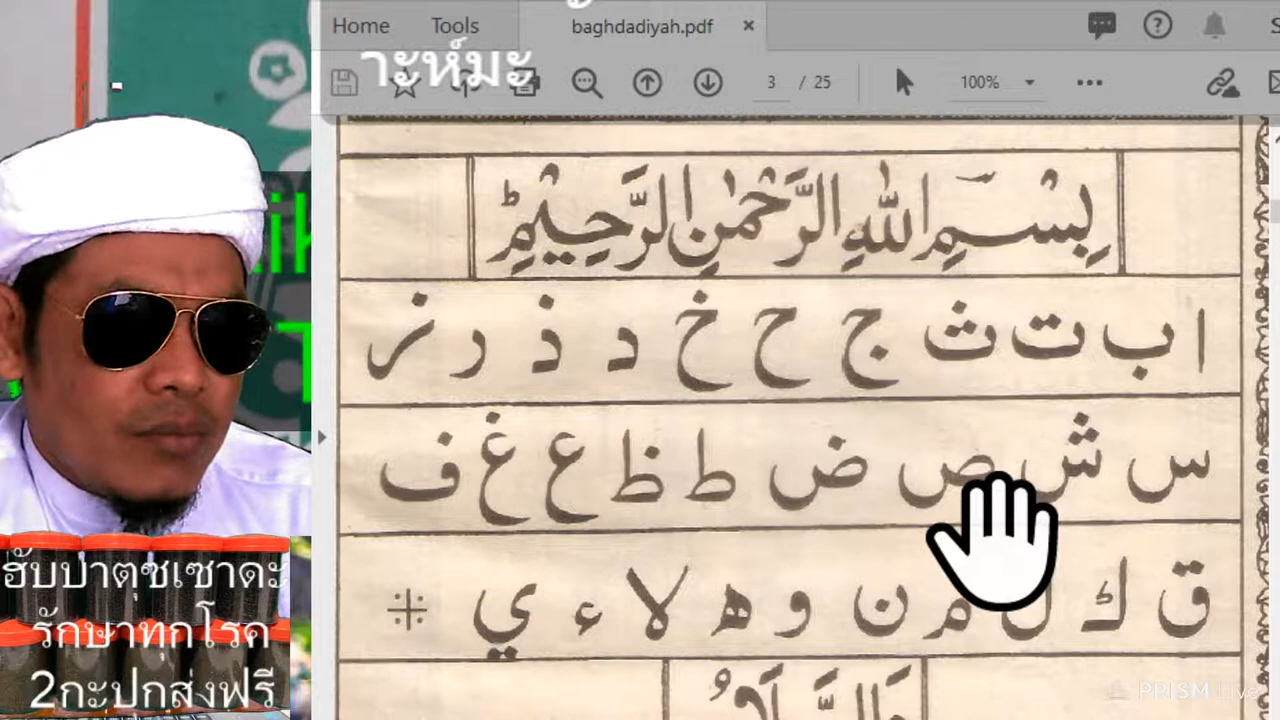 Home Tools baghdadiyah.pdf
าะห์มะ
3 / 25 100%
بِسْمِ اللّٰهِ الرَّحْمٰنِ الرَّحِيْمِ
ا ب ت ث ج ح خ د ذ ر ز
س ش ص ض ط ظ ع غ ف
ق ك ل م ن و ه لا ء ي
ฮับบาตุซเซาดะ
รักษาทุกโรค
2กะปุกส่งฟรี
PRISM Live